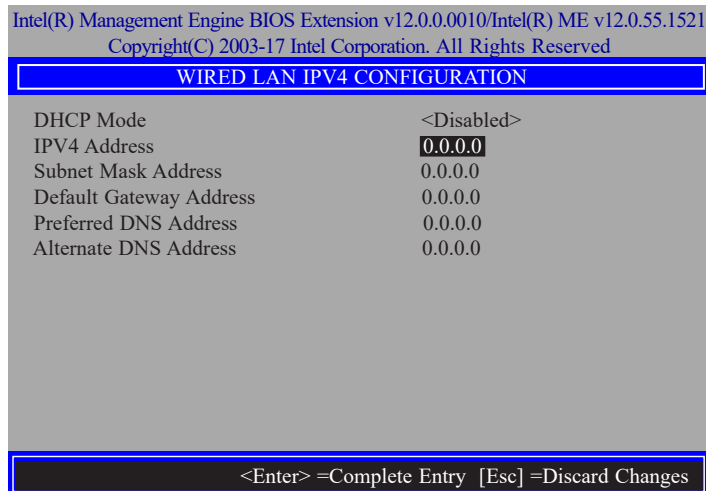 Intel(R) Management Engine BIOS Extension v12.0.0.0010/Intel(R) ME v12.0.55.1521
Copyright(C) 2003-17 Intel Corporation. All Rights Reserved
WIRED LAN IPV4 CONFIGURATION
DHCP Mode <Disabled>
IPV4 Address 0.0.0.0
Subnet Mask Address 0.0.0.0
Default Gateway Address 0.0.0.0
Preferred DNS Address 0.0.0.0
Alternate DNS Address 0.0.0.0
<Enter> =Complete Entry [Esc] =Discard Changes